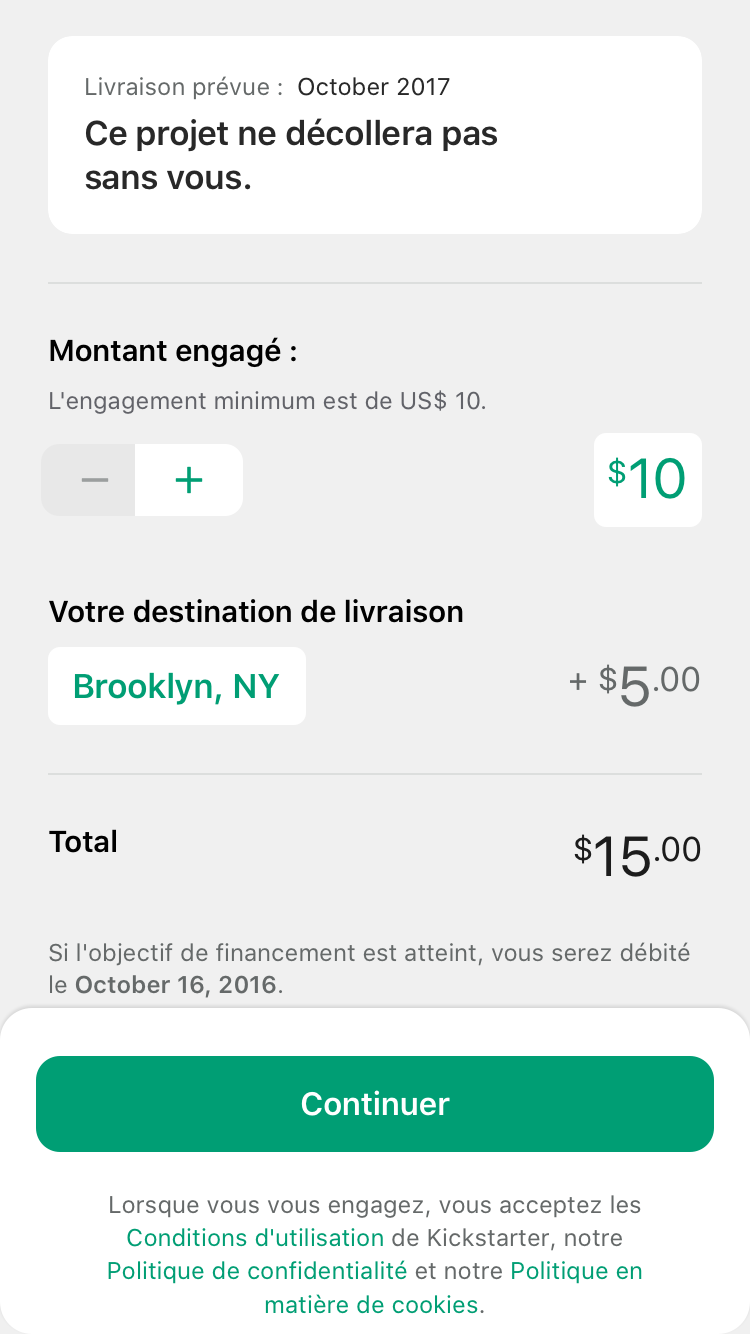 Livraison prévue : October 2017
Ce projet ne décollera pas
sans vous.
Montant engagé :
L'engagement minimum est de US$ 10.
− +
$10
Votre destination de livraison
Brooklyn, NY
+ $5.00
Total
$15.00
Si l'objectif de financement est atteint, vous serez débité
le October 16, 2016.
Continuer
Lorsque vous vous engagez, vous acceptez les
Conditions d'utilisation de Kickstarter, notre
Politique de confidentialité et notre Politique en
matière de cookies.